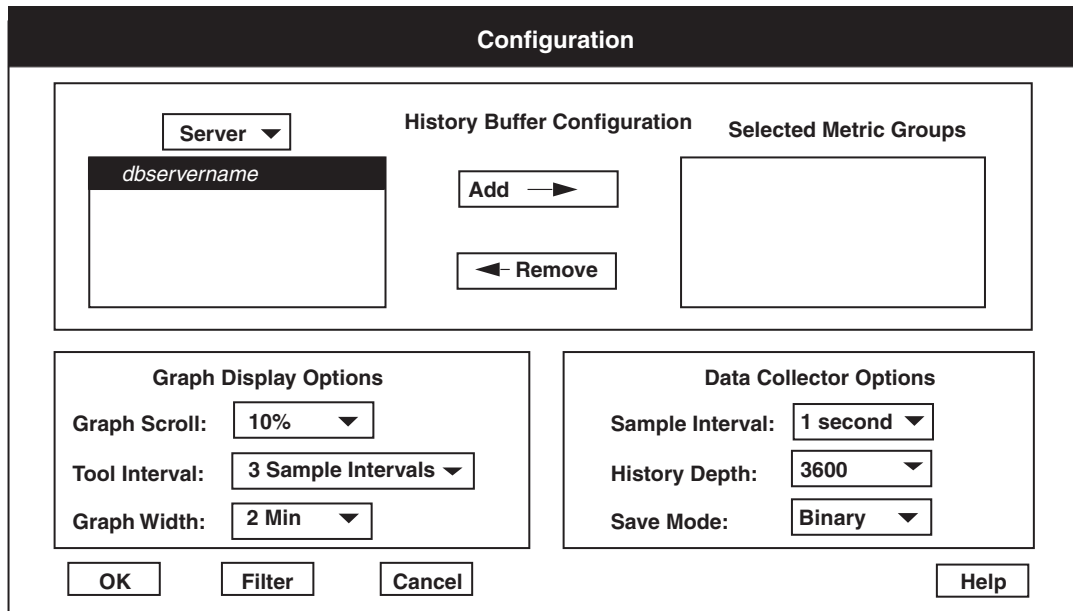 Configuration
Server
History Buffer Configuration
Selected Metric Groups
dbservername
Add
Remove
Graph Display Options
Graph Scroll: 10%
Tool Interval: 3 Sample Intervals
Graph Width: 2 Min
Data Collector Options
Sample Interval: 1 second
History Depth: 3600
Save Mode: Binary
OK
Filter
Cancel
Help